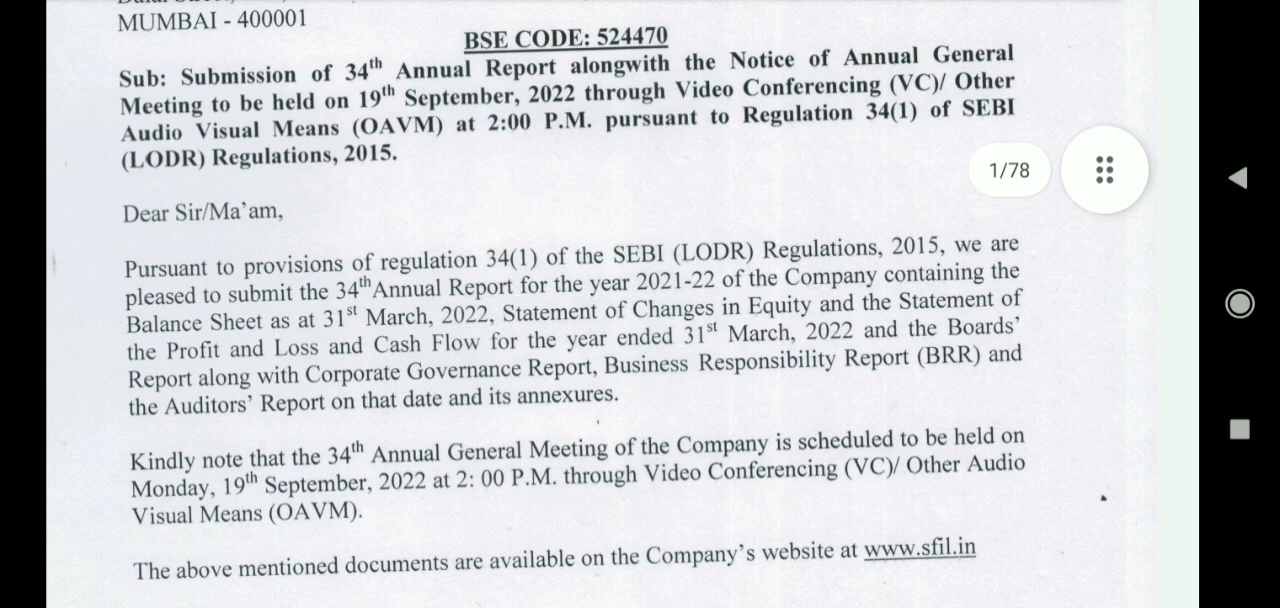 MUMBAI - 400001
BSE CODE: 524470
Sub: Submission of 34th Annual Report alongwith the Notice of Annual General
Meeting to be held on 19th September, 2022 through Video Conferencing (VC)/ Other
Audio Visual Means (OAVM) at 2:00 P.M. pursuant to Regulation 34(1) of SEBI
(LODR) Regulations, 2015.
1/78
Dear Sir/Ma'am,
Pursuant to provisions of regulation 34(1) of the SEBI (LODR) Regulations, 2015, we are
pleased to submit the 34th Annual Report for the year 2021-22 of the Company containing the
Balance Sheet as at 31st March, 2022, Statement of Changes in Equity and the Statement of
the Profit and Loss and Cash Flow for the year ended 31st March, 2022 and the Boards'
Report along with Corporate Governance Report, Business Responsibility Report (BRR) and
the Auditors' Report on that date and its annexures.
Kindly note that the 34th Annual General Meeting of the Company is scheduled to be held on
Monday, 19th September, 2022 at 2: 00 P.M. through Video Conferencing (VC)/ Other Audio
Visual Means (OAVM).
The above mentioned documents are available on the Company's website at www.sfil.in